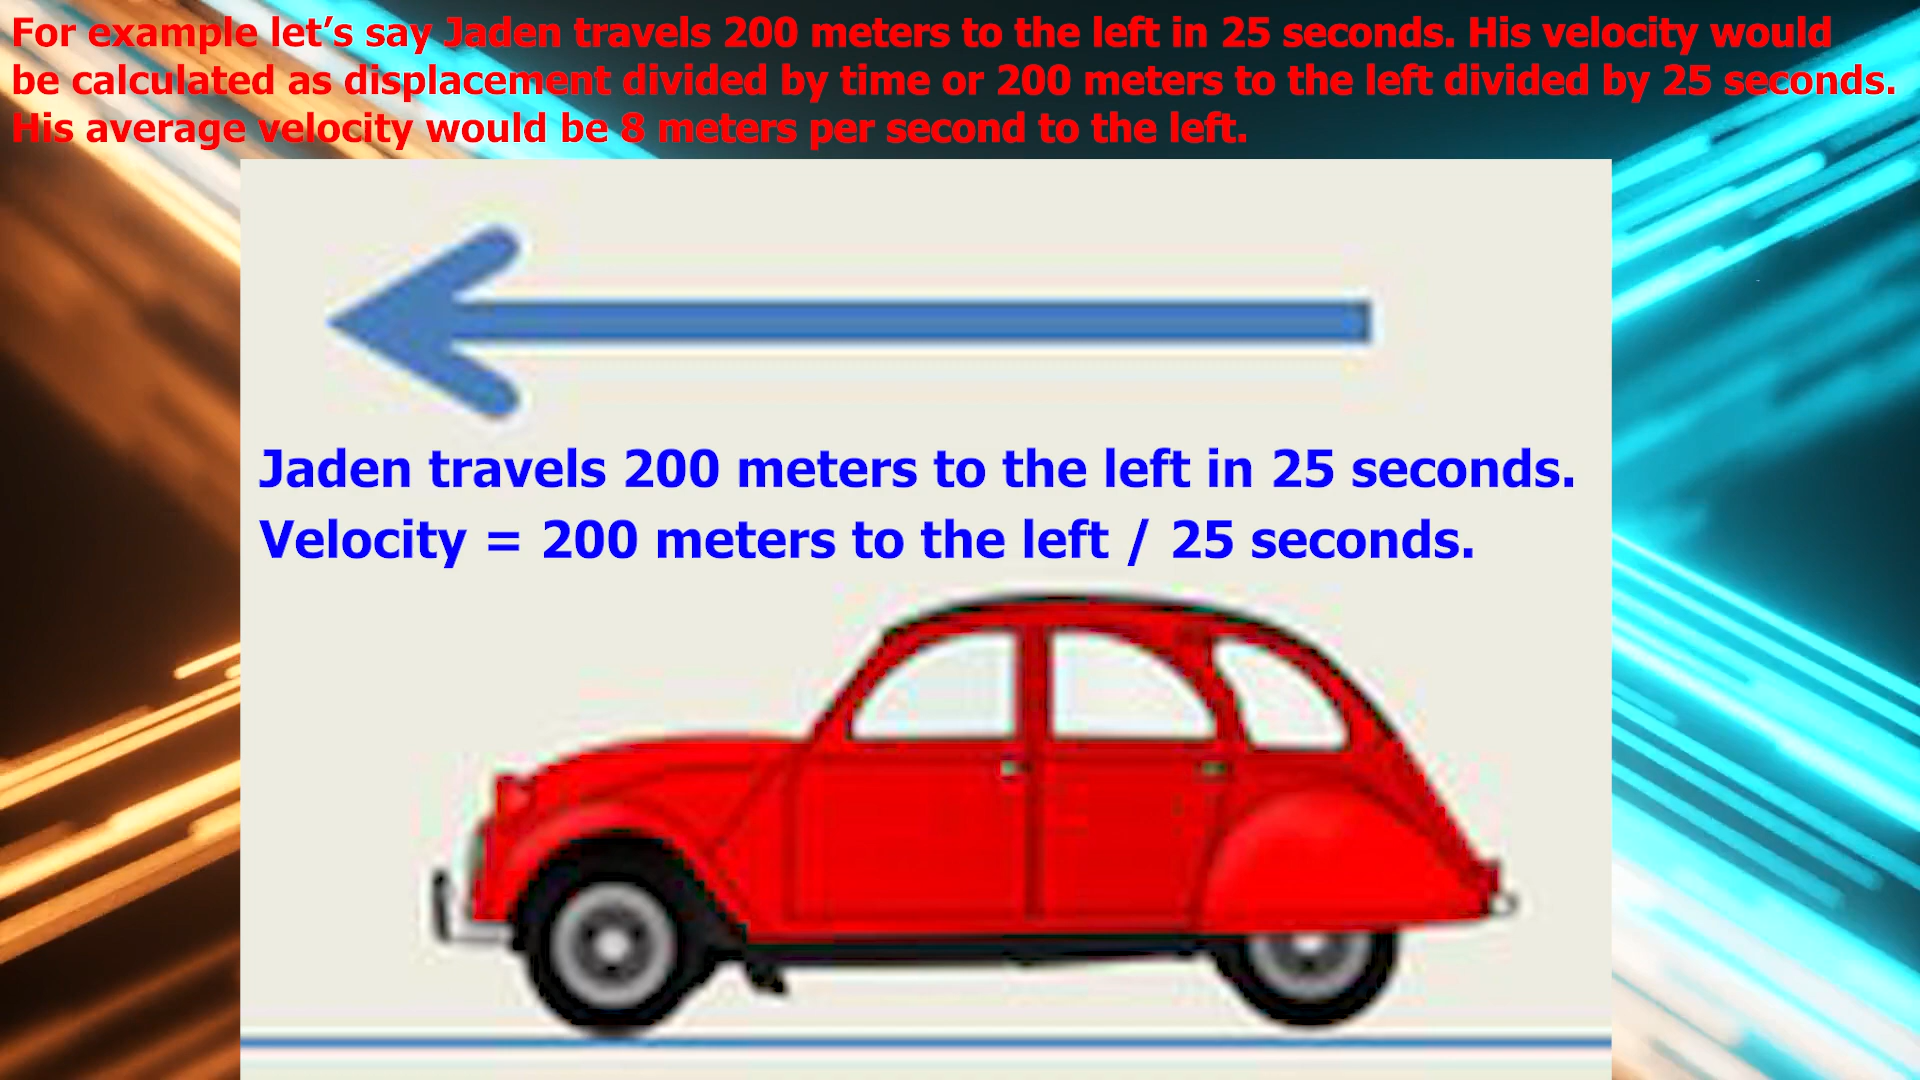 For example let’s say Jaden travels 200 meters to the left in 25 seconds. His velocity would
be calculated as displacement divided by time or 200 meters to the left divided by 25 seconds.
His average velocity would be 8 meters per second to the left.
Jaden travels 200 meters to the left in 25 seconds.
Velocity = 200 meters to the left / 25 seconds.